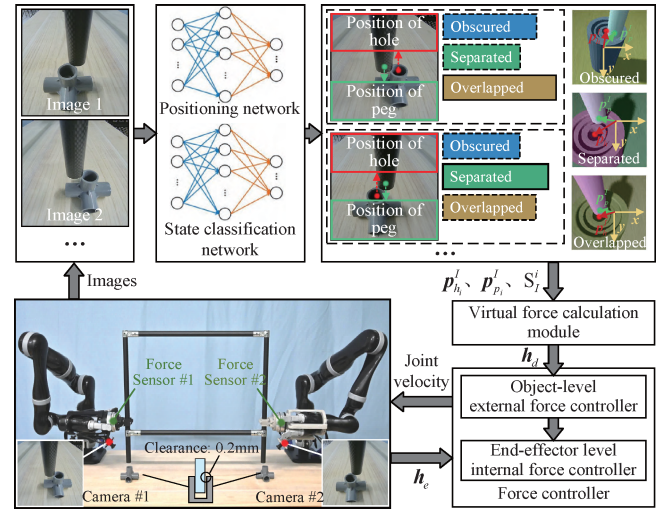 Image 1
Image 2
...
Positioning network
State classification
network
Position of
hole
Position of
peg
Obscured
Separated
Overlapped
Position of
hole
Position of
peg
Obscured
Separated
Overlapped
...
x
y
Obscured
x
y
Separated
x
y
Overlapped
Images
p_{h_i}^I、p_{p_i}^I、S_I^i
Virtual force calculation
module
h_d
Joint
velocity
Object-level
external force controller
End-effector level
internal force controller
Force controller
h_e
Force
Sensor #1
Force
Sensor #2
Clearance: 0.2mm
Camera #1
Camera #2